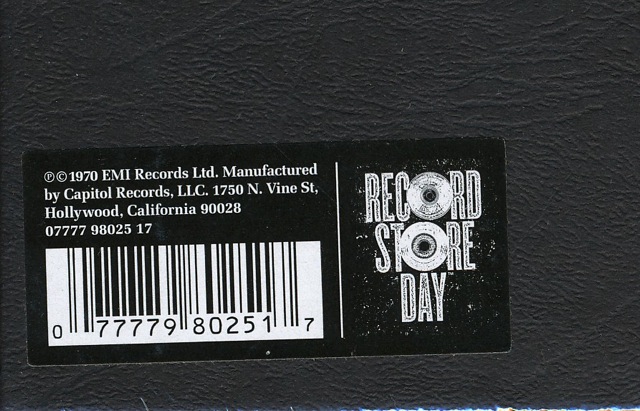 ℗©1970 EMI Records Ltd. Manufactured
by Capitol Records, LLC. 1750 N. Vine St,
Hollywood, California 90028
07777 98025 17
0 77779 80251 7
RECORD
STORE
DAY